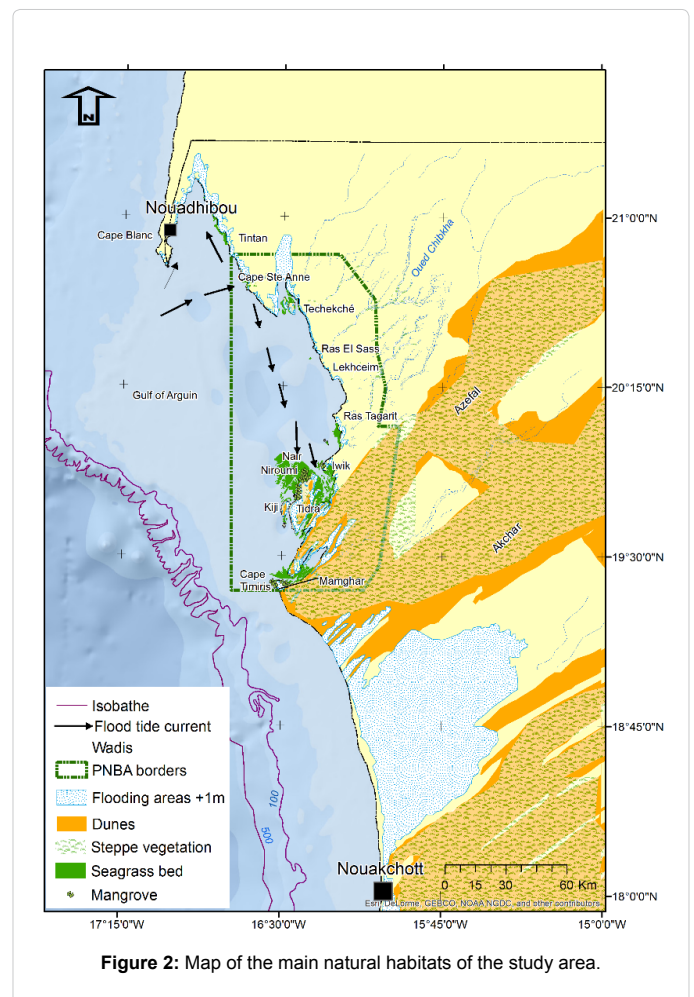 N
Nouadhibou
Cape Blanc
Tintan
Cape Ste Anne
Techekché
Oued Chibkha
Ras El Sass
Lekhceim
Gulf of Arguin
Azefal
Ras Tagarit
Nair
Niroumi
Iwik
Kiji
Tidra
Akchar
Cape
Timiris
Mamghar
21°0'0"N
20°15'0"N
19°30'0"N
18°45'0"N
18°0'0"N
Isobathe
Flood tide current
Wadis
PNBA borders
Flooding areas +1m
Dunes
Steppe vegetation
Seagrass bed
Mangrove
100
500
Nouakchott
0 15 30 60 Km
Esri, DeLorme, GEBCO, NOAA NGDC, and other contributors
17°15'0"W 16°30'0"W 15°45'0"W 15°0'0"W
Figure 2: Map of the main natural habitats of the study area.